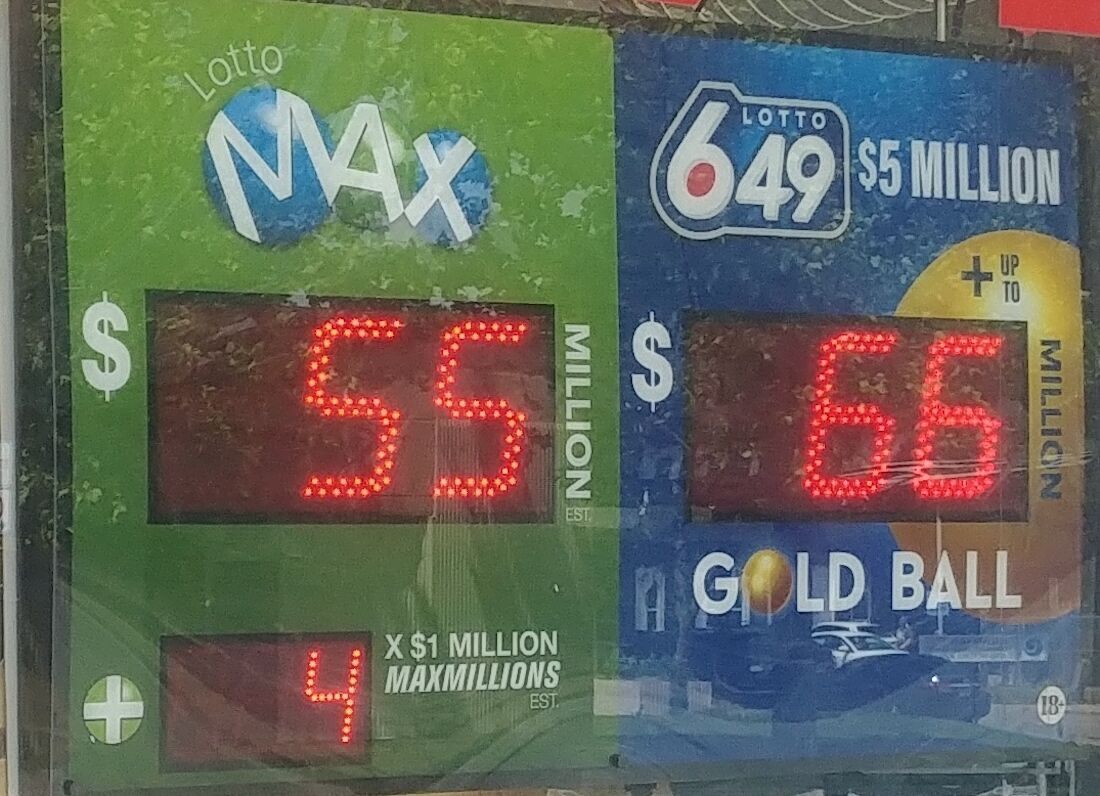 Lotto
MAX
$ 55 MILLION
EST.
+ 4 X $1 MILLION
MAXMILLIONS
EST.
LOTTO
649 $5 MILLION
+ UP
TO
$ 66 MILLION
GOLD BALL
18+